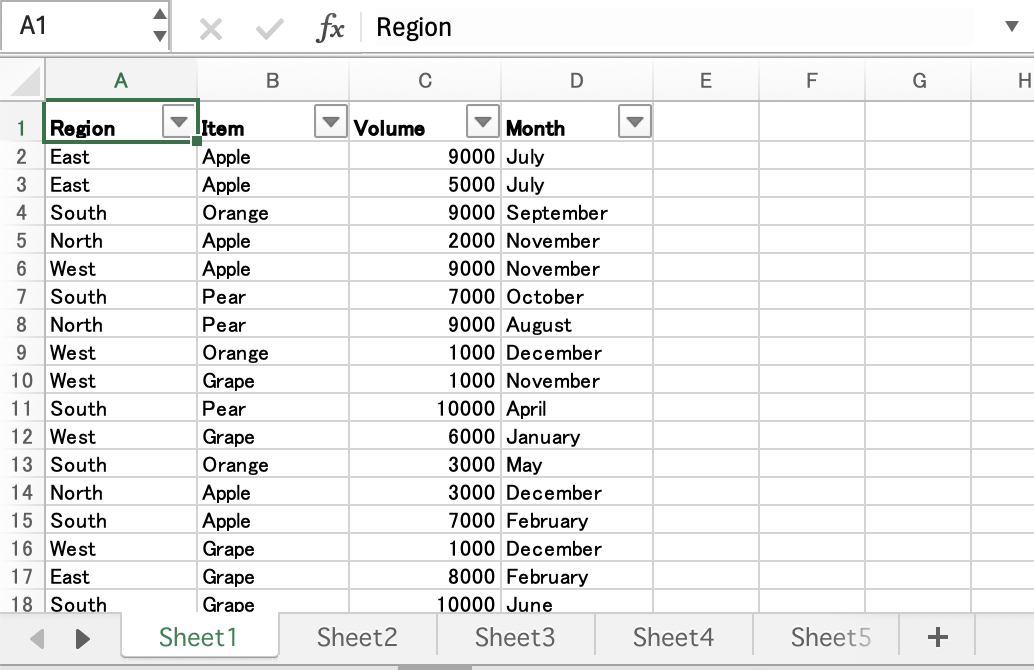 A1 fx Region
A B C D E F G H
1 Region Item Volume Month
2 East Apple 9000 July
3 East Apple 5000 July
4 South Orange 9000 September
5 North Apple 2000 November
6 West Apple 9000 November
7 South Pear 7000 October
8 North Pear 9000 August
9 West Orange 1000 December
10 West Grape 1000 November
11 South Pear 10000 April
12 West Grape 6000 January
13 South Orange 3000 May
14 North Apple 3000 December
15 South Apple 7000 February
16 West Grape 1000 December
17 East Grape 8000 February
18 South Grape 10000 June
Sheet1 Sheet2 Sheet3 Sheet4 Sheet5 +